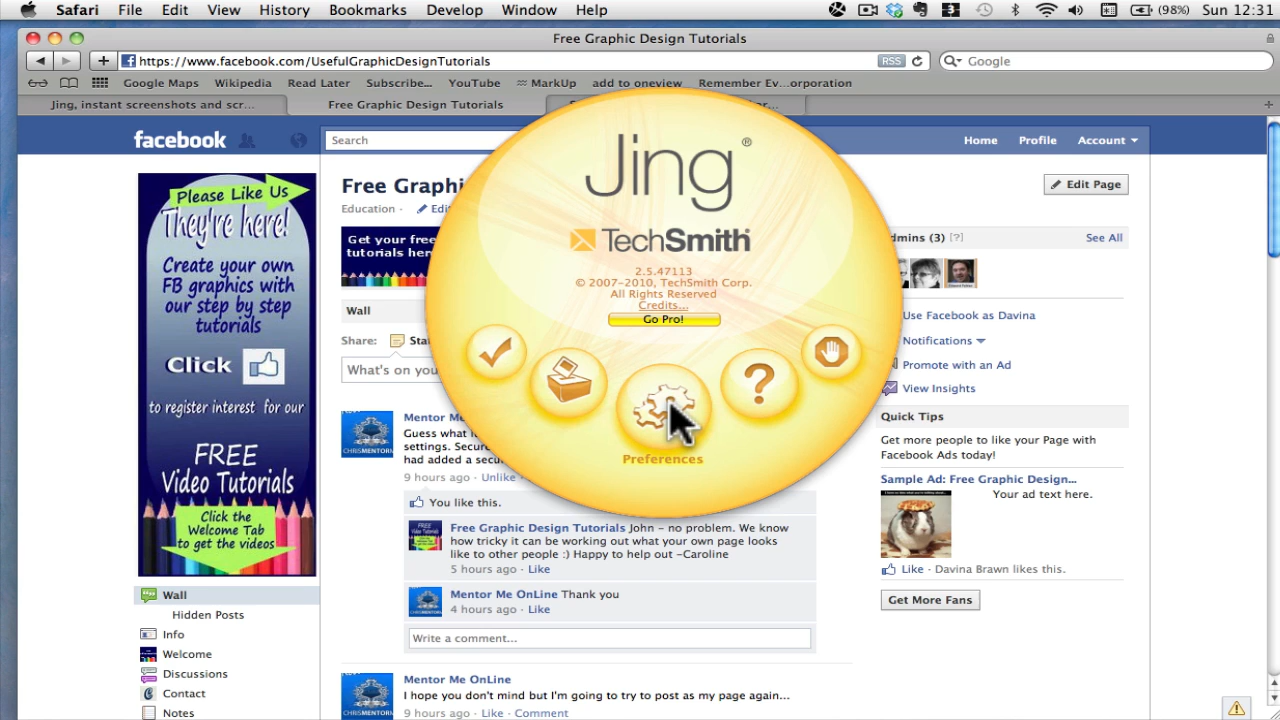 Safari File Edit View History Bookmarks Develop Window Help
(98%) Sun 12:31
Free Graphic Design Tutorials
https://www.facebook.com/UsefulGraphicDesignTutorials
RSS
Google
Google Maps Wikipedia Read Later Subscribe... YouTube MarkUp add to oneview Remember Ev...orporation
Jing, instant screenshots and scr...
Free Graphic Design Tutorials
facebook
Search
Home Profile Account
Please Like Us
They're here!
Create your own
FB graphics with
our step by step
tutorials
Click
to register interest for our
FREE
Video Tutorials
Click the
Welcome Tab
to get the videos
Wall
Hidden Posts
Info
Welcome
Discussions
Contact
Notes
Free Graphi
Education ·
Get your free
tutorials her
Wall
Share:
What's on you
Jing®
TechSmith
2.5.47113
© 2007-2010, TechSmith Corp.
All Rights Reserved
Credits...
Go Pro!
?
Preferences
Mentor Me
Guess what
settings. Secur
had added a secu
9 hours ago · Unlike
You like this.
Free Graphic Design Tutorials John - no problem. We know
how tricky it can be working out what your own page looks
like to other people :) Happy to help out -Caroline
5 hours ago · Like
Mentor Me OnLine Thank you
4 hours ago · Like
Write a comment...
Mentor Me OnLine
I hope you don't mind but I'm going to try to post as my page again...
9 hours ago · Like · Comment
Edit Page
dmins (3) [?] See All
Use Facebook as Davina
Notifications
Promote with an Ad
View Insights
Quick Tips
Get more people to like your Page with
Facebook Ads today!
Sample Ad: Free Graphic Design...
Your ad text here.
Like · Davina Brawn likes this.
Get More Fans